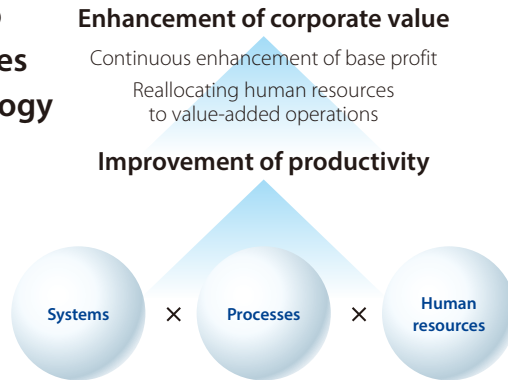 Enhancement of corporate value
Continuous enhancement of base profit
Reallocating human resources
to value-added operations
Improvement of productivity
Systems × Processes × Human
resources